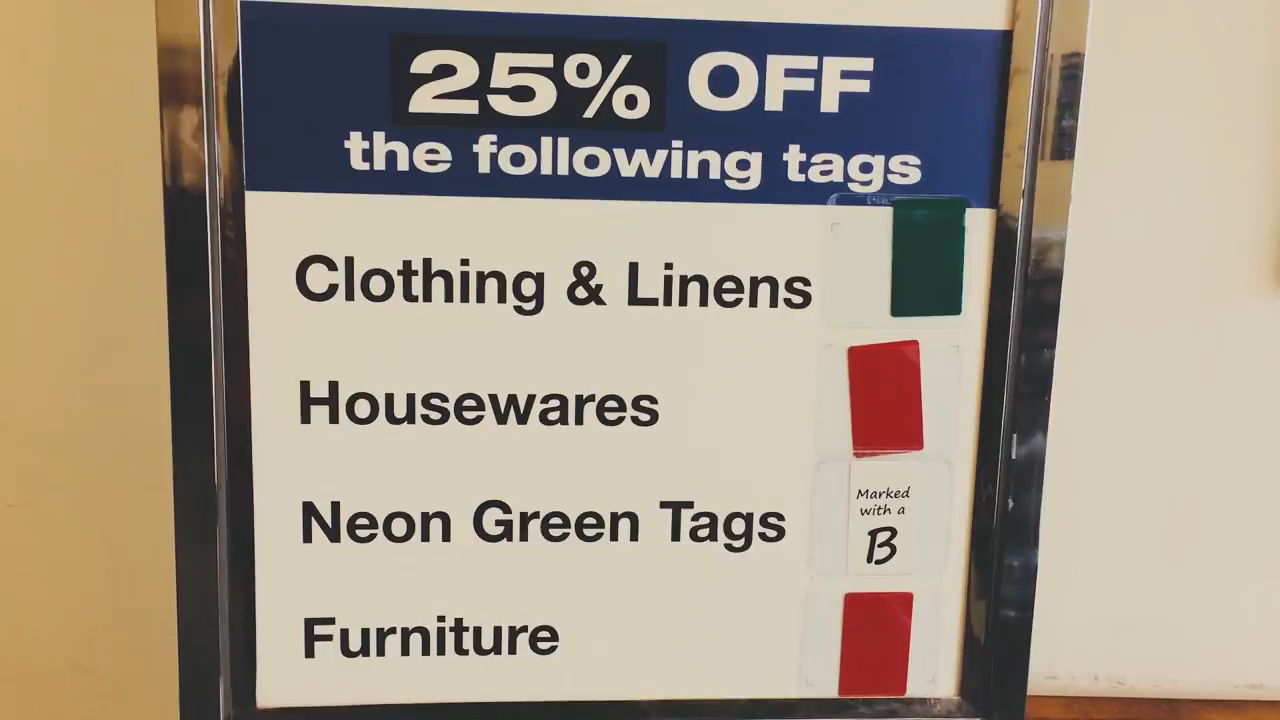 25% OFF
the following tags
Clothing & Linens
Housewares
Neon Green Tags
Marked
with a
B
Furniture